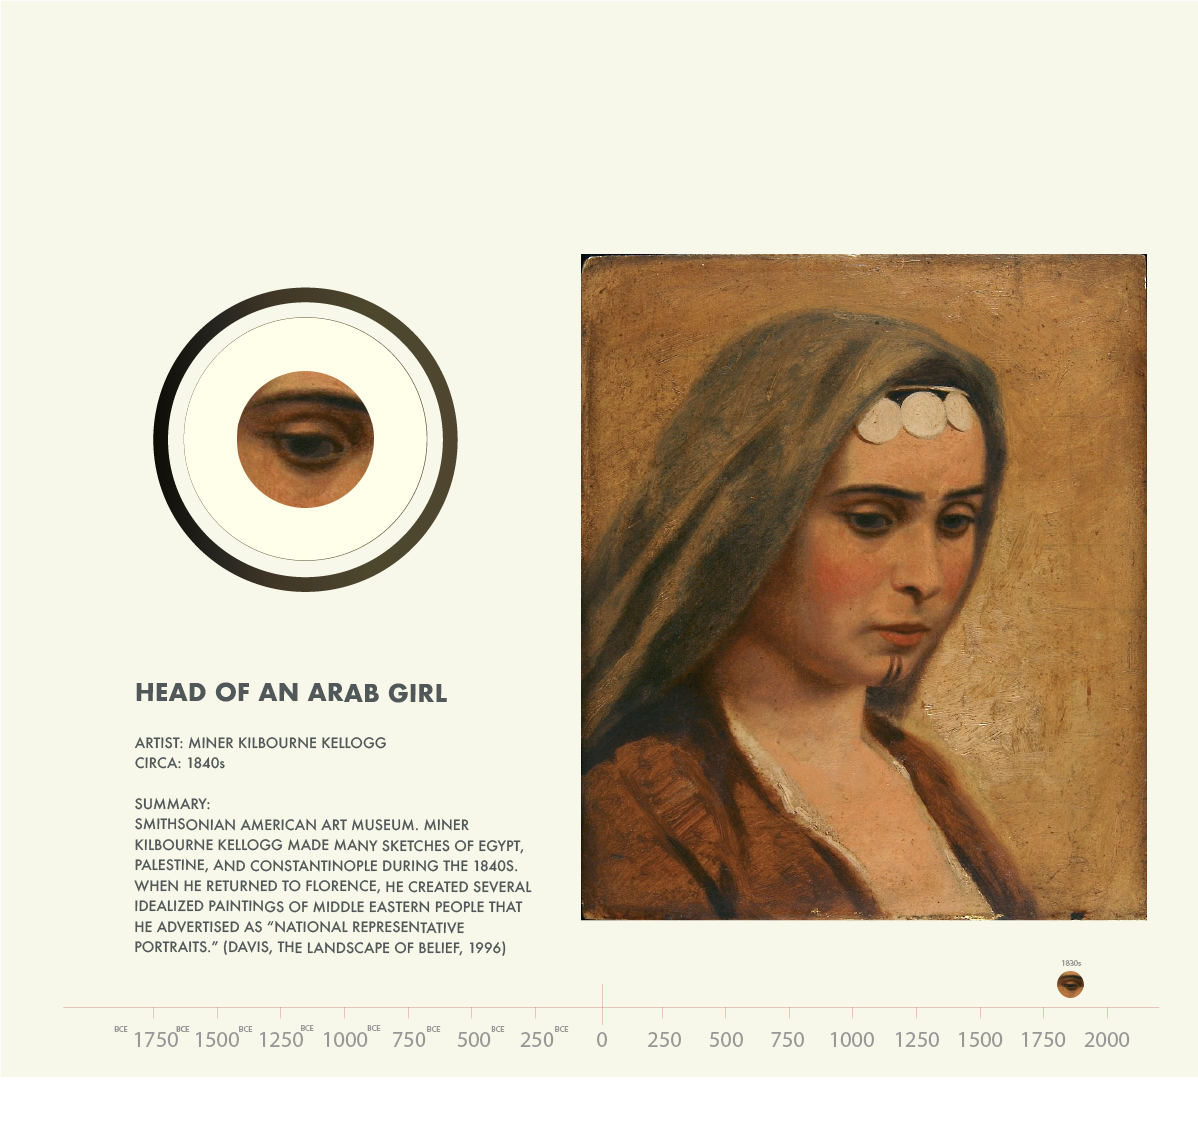 HEAD OF AN ARAB GIRL
ARTIST: MINER KILBOURNE KELLOGG
CIRCA: 1840s
SUMMARY:
SMITHSONIAN AMERICAN ART MUSEUM. MINER
KILBOURNE KELLOGG MADE MANY SKETCHES OF EGYPT,
PALESTINE, AND CONSTANTINOPLE DURING THE 1840S.
WHEN HE RETURNED TO FLORENCE, HE CREATED SEVERAL
IDEALIZED PAINTINGS OF MIDDLE EASTERN PEOPLE THAT
HE ADVERTISED AS “NATIONAL REPRESENTATIVE
PORTRAITS.” (DAVIS, THE LANDSCAPE OF BELIEF, 1996)
1830s
BCE 1750 BCE 1500 BCE 1250 BCE 1000 BCE 750 BCE 500 BCE 250 BCE 0 250 500 750 1000 1250 1500 1750 2000